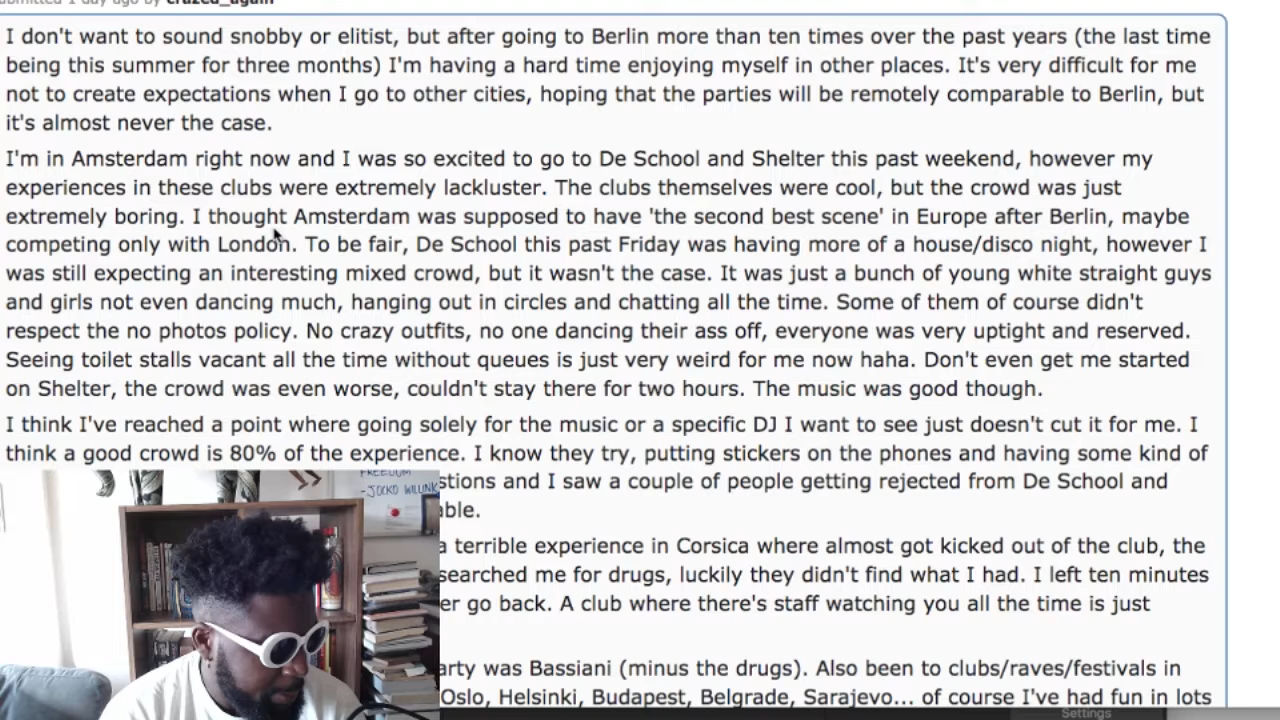 submitted 1 day ago by crazed_again
I don't want to sound snobby or elitist, but after going to Berlin more than ten times over the past years (the last time
being this summer for three months) I'm having a hard time enjoying myself in other places. It's very difficult for me
not to create expectations when I go to other cities, hoping that the parties will be remotely comparable to Berlin, but
it's almost never the case.
I'm in Amsterdam right now and I was so excited to go to De School and Shelter this past weekend, however my
experiences in these clubs were extremely lackluster. The clubs themselves were cool, but the crowd was just
extremely boring. I thought Amsterdam was supposed to have 'the second best scene' in Europe after Berlin, maybe
competing only with London. To be fair, De School this past Friday was having more of a house/disco night, however I
was still expecting an interesting mixed crowd, but it wasn't the case. It was just a bunch of young white straight guys
and girls not even dancing much, hanging out in circles and chatting all the time. Some of them of course didn't
respect the no photos policy. No crazy outfits, no one dancing their ass off, everyone was very uptight and reserved.
Seeing toilet stalls vacant all the time without queues is just very weird for me now haha. Don't even get me started
on Shelter, the crowd was even worse, couldn't stay there for two hours. The music was good though.
I think I've reached a point where going solely for the music or a specific DJ I want to see just doesn't cut it for me. I
think a good crowd is 80% of the experience. I know they try, putting stickers on the phones and having some kind of
stions and I saw a couple of people getting rejected from De School and
able.
a terrible experience in Corsica where almost got kicked out of the club, the
searched me for drugs, luckily they didn't find what I had. I left ten minutes
er go back. A club where there's staff watching you all the time is just
arty was Bassiani (minus the drugs). Also been to clubs/raves/festivals in
Oslo, Helsinki, Budapest, Belgrade, Sarajevo... of course I've had fun in lots
FREEDOM
-JOCKO WILLINK
Settings